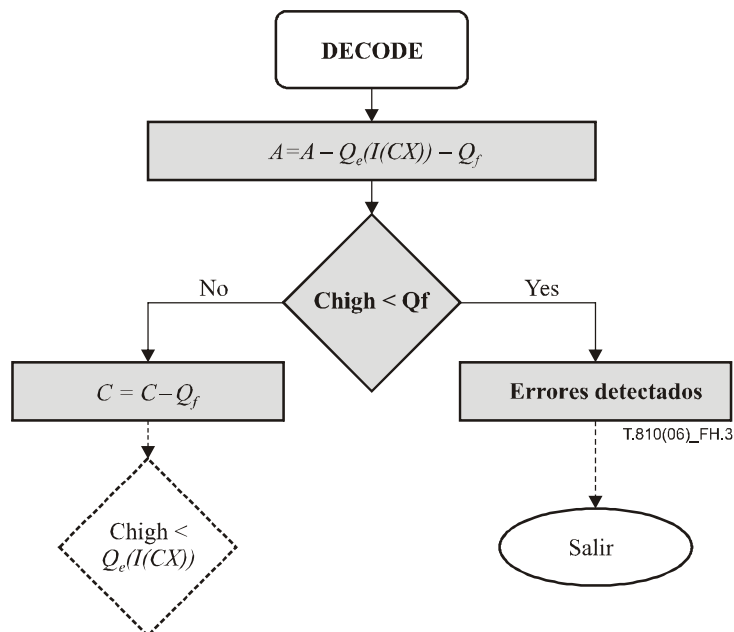 DECODE
A=A – Qe(I(CX)) – Qf
No
Chigh < Qf
Yes
C = C–Qf
Errores detectados
T.810(06)_FH.3
Chigh <
Qe(I(CX))
Salir